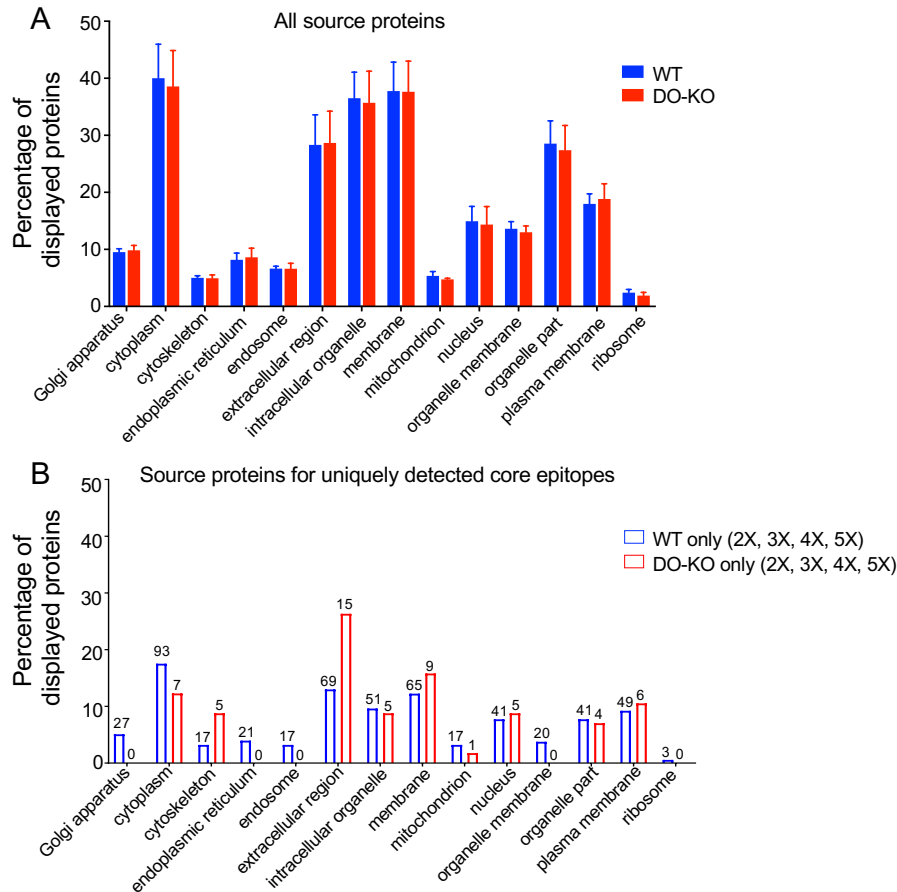 A
All source proteins
Percentage of
displayed proteins
50
40
30
20
10
0
WT
DO-KO
Golgi apparatus
cytoplasm
cytoskeleton
endoplasmic reticulum
endosome
extracellular region
intracellular organelle
membrane
mitochondrion
nucleus
organelle membrane
organelle part
plasma membrane
ribosome
B
Source proteins for uniquely detected core epitopes
Percentage of
displayed proteins
50
40
30
20
10
0
WT only (2X, 3X, 4X, 5X)
DO-KO only (2X, 3X, 4X, 5X)
27
0
93
7
17
5
21
0
17
0
69
15
51
5
65
9
17
1
41
5
20
0
41
4
49
6
3
0
Golgi apparatus
cytoplasm
cytoskeleton
endoplasmic reticulum
endosome
extracellular region
intracellular organelle
membrane
mitochondrion
nucleus
organelle membrane
organelle part
plasma membrane
ribosome